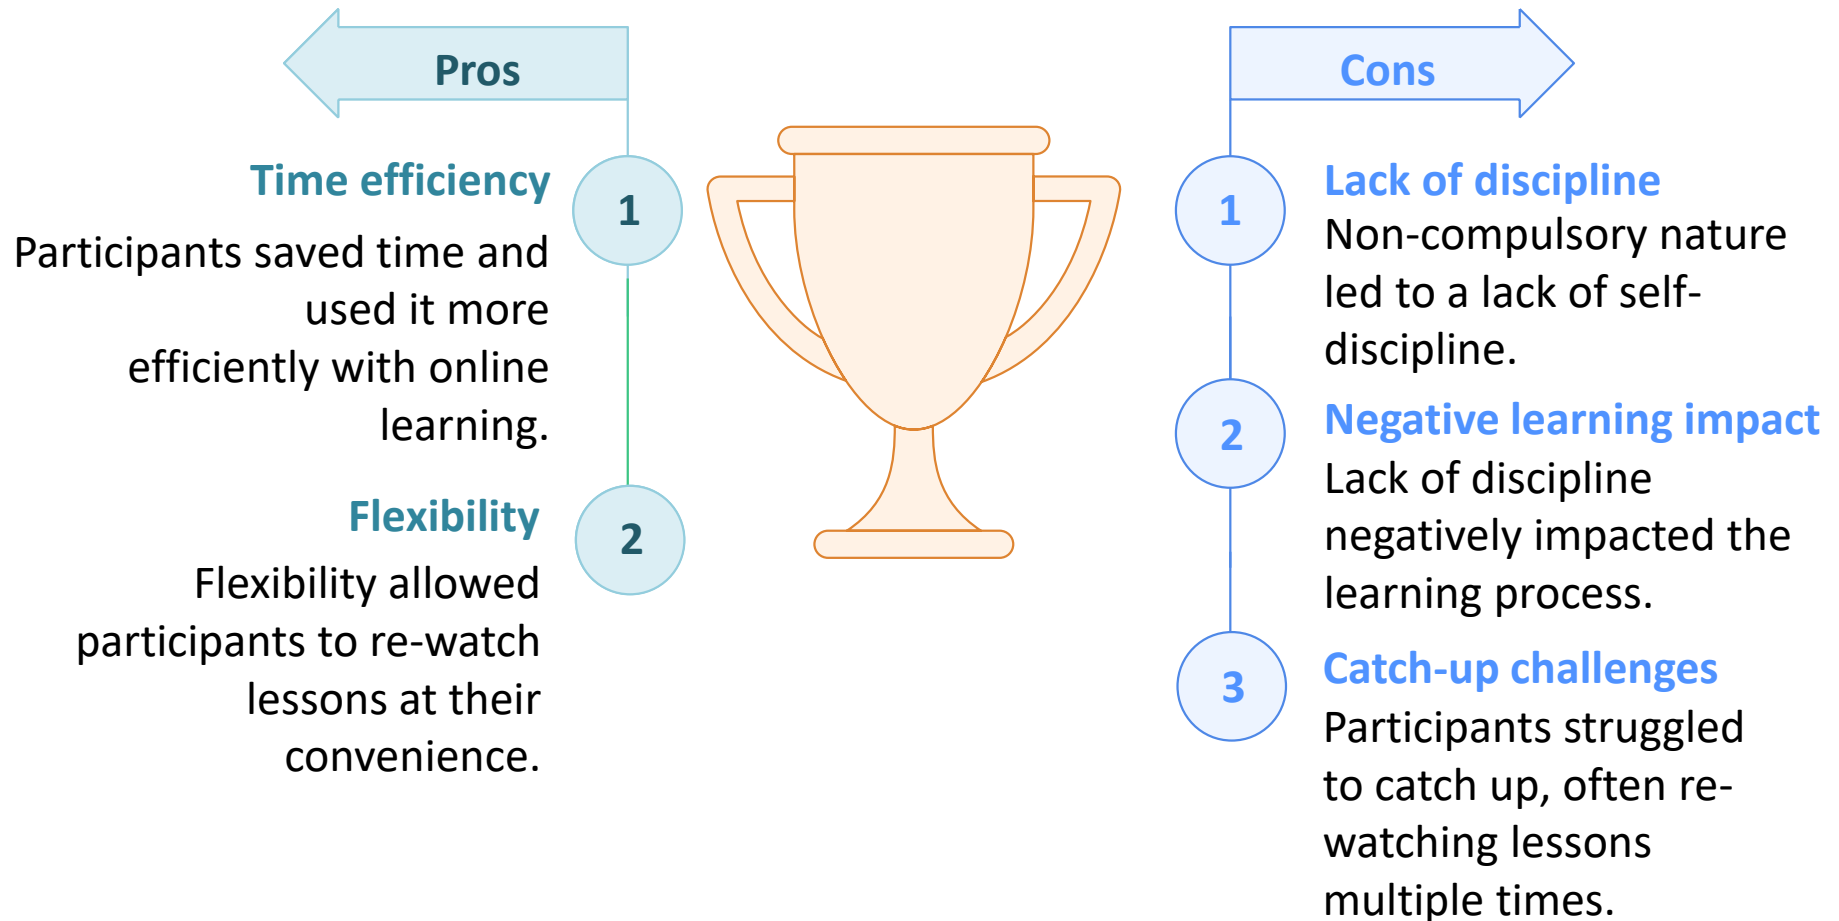 Pros
Time efficiency
1
Participants saved time and
used it more
efficiently with online
learning.
Flexibility
2
Flexibility allowed
participants to re-watch
lessons at their
convenience.
Cons
1
Lack of discipline
Non-compulsory nature
led to a lack of self-
discipline.
2
Negative learning impact
Lack of discipline
negatively impacted the
learning process.
3
Catch-up challenges
Participants struggled
to catch up, often re-
watching lessons
multiple times.